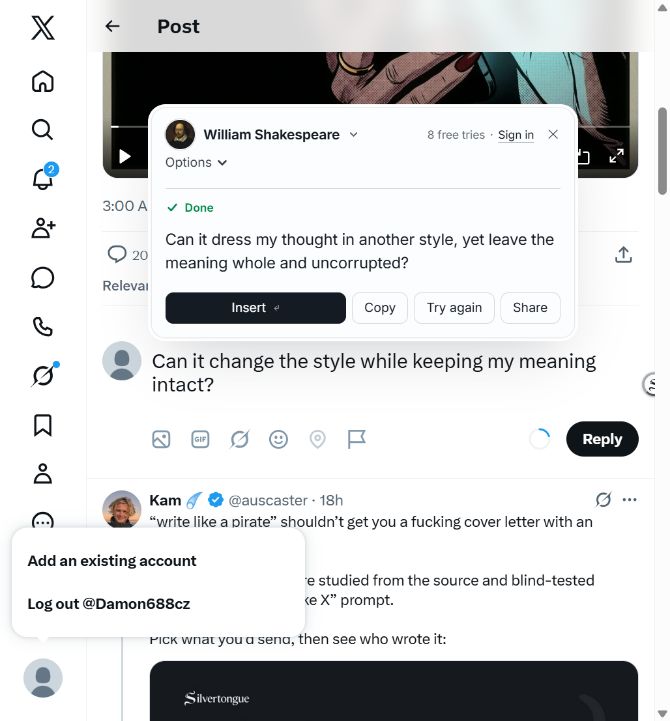 Post
William Shakespeare
8 free tries · Sign in
Options
Done
Can it dress my thought in another style, yet leave the
meaning whole and uncorrupted?
Insert
Copy
Try again
Share
3:00 A
20
Relevan
Can it change the style while keeping my meaning
intact?
GIF
Reply
2
Kam @auscaster · 18h
“write like a pirate” shouldn’t get you a fucking cover letter with an
re studied from the source and blind-tested
ke X” prompt.
Pick what you’d send, then see who wrote it:
Silvertongue
Add an existing account
Log out @Damon688cz